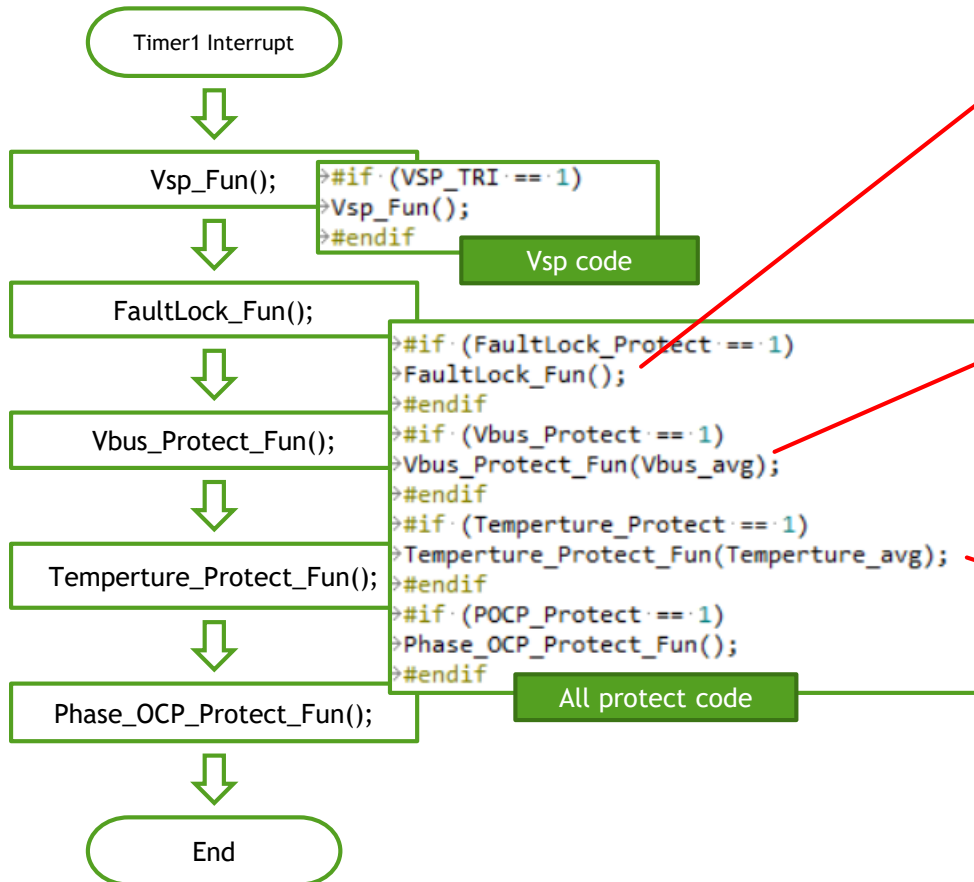 Timer1 Interrupt
Vsp_Fun();
#if (VSP_TRI == 1)
Vsp_Fun();
#endif
Vsp code
FaultLock_Fun();
#if (FaultLock_Protect == 1)
FaultLock_Fun();
#endif
#if (Vbus_Protect == 1)
Vbus_Protect_Fun(Vbus_avg);
#endif
#if (Temperture_Protect == 1)
Temperture_Protect_Fun(Temperture_avg);
#endif
#if (POCP_Protect == 1)
Phase_OCP_Protect_Fun();
#endif
All protect code
Vbus_Protect_Fun();
Temperture_Protect_Fun();
Phase_OCP_Protect_Fun();
End